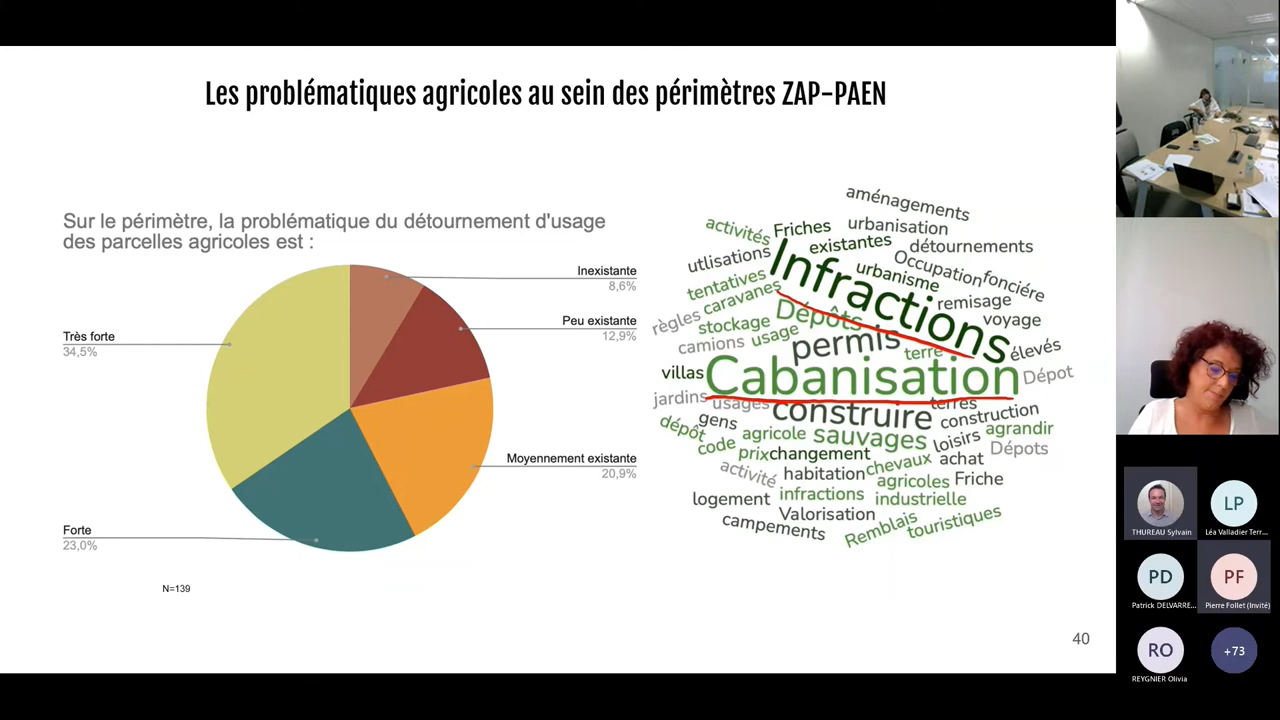 Les problématiques agricoles au sein des périmètres ZAP-PAEN
Sur le périmètre, la problématique du détournement d'usage
des parcelles agricoles est :
Inexistante
8,6%
Peu existante
12,9%
Très forte
34,5%
Moyennement existante
20,9%
Forte
23,0%
N=139
aménagements
activités
Friches
urbanisation
existantes
détournements
utlisations
Infractions
Occupation
foncière
urbanisme
tentatives
caravanes
remisage
règles
Dépôts
voyage
stockage
usage
camions
permis
terre
élevés
villas
Cabanisation
Dépot
jardins
usages
construire
terres
construction
dépôt
gens
agricole
sauvages
loisirs
agrandir
code
prix
changement
chevaux
achat
Dépots
activité
habitation
agricoles
Friche
logement
infractions
industrielle
Valorisation
campements
Remblais
touristiques
40
THUREAU Sylvain
LP
Léa Valladier Terr...
PD
Patrick DELVARRE...
PF
Pierre Follet (Invité)
RO
REYGNIER Olivia
+73